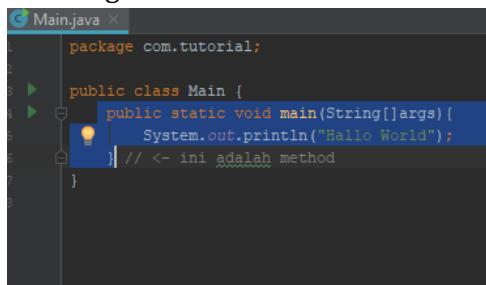 Main.java
1 package com.tutorial;
2
3 public class Main {
4 public static void main(String[]args){
5 System.out.println("Hallo World");
6 } // <- ini adalah method
7 }
8